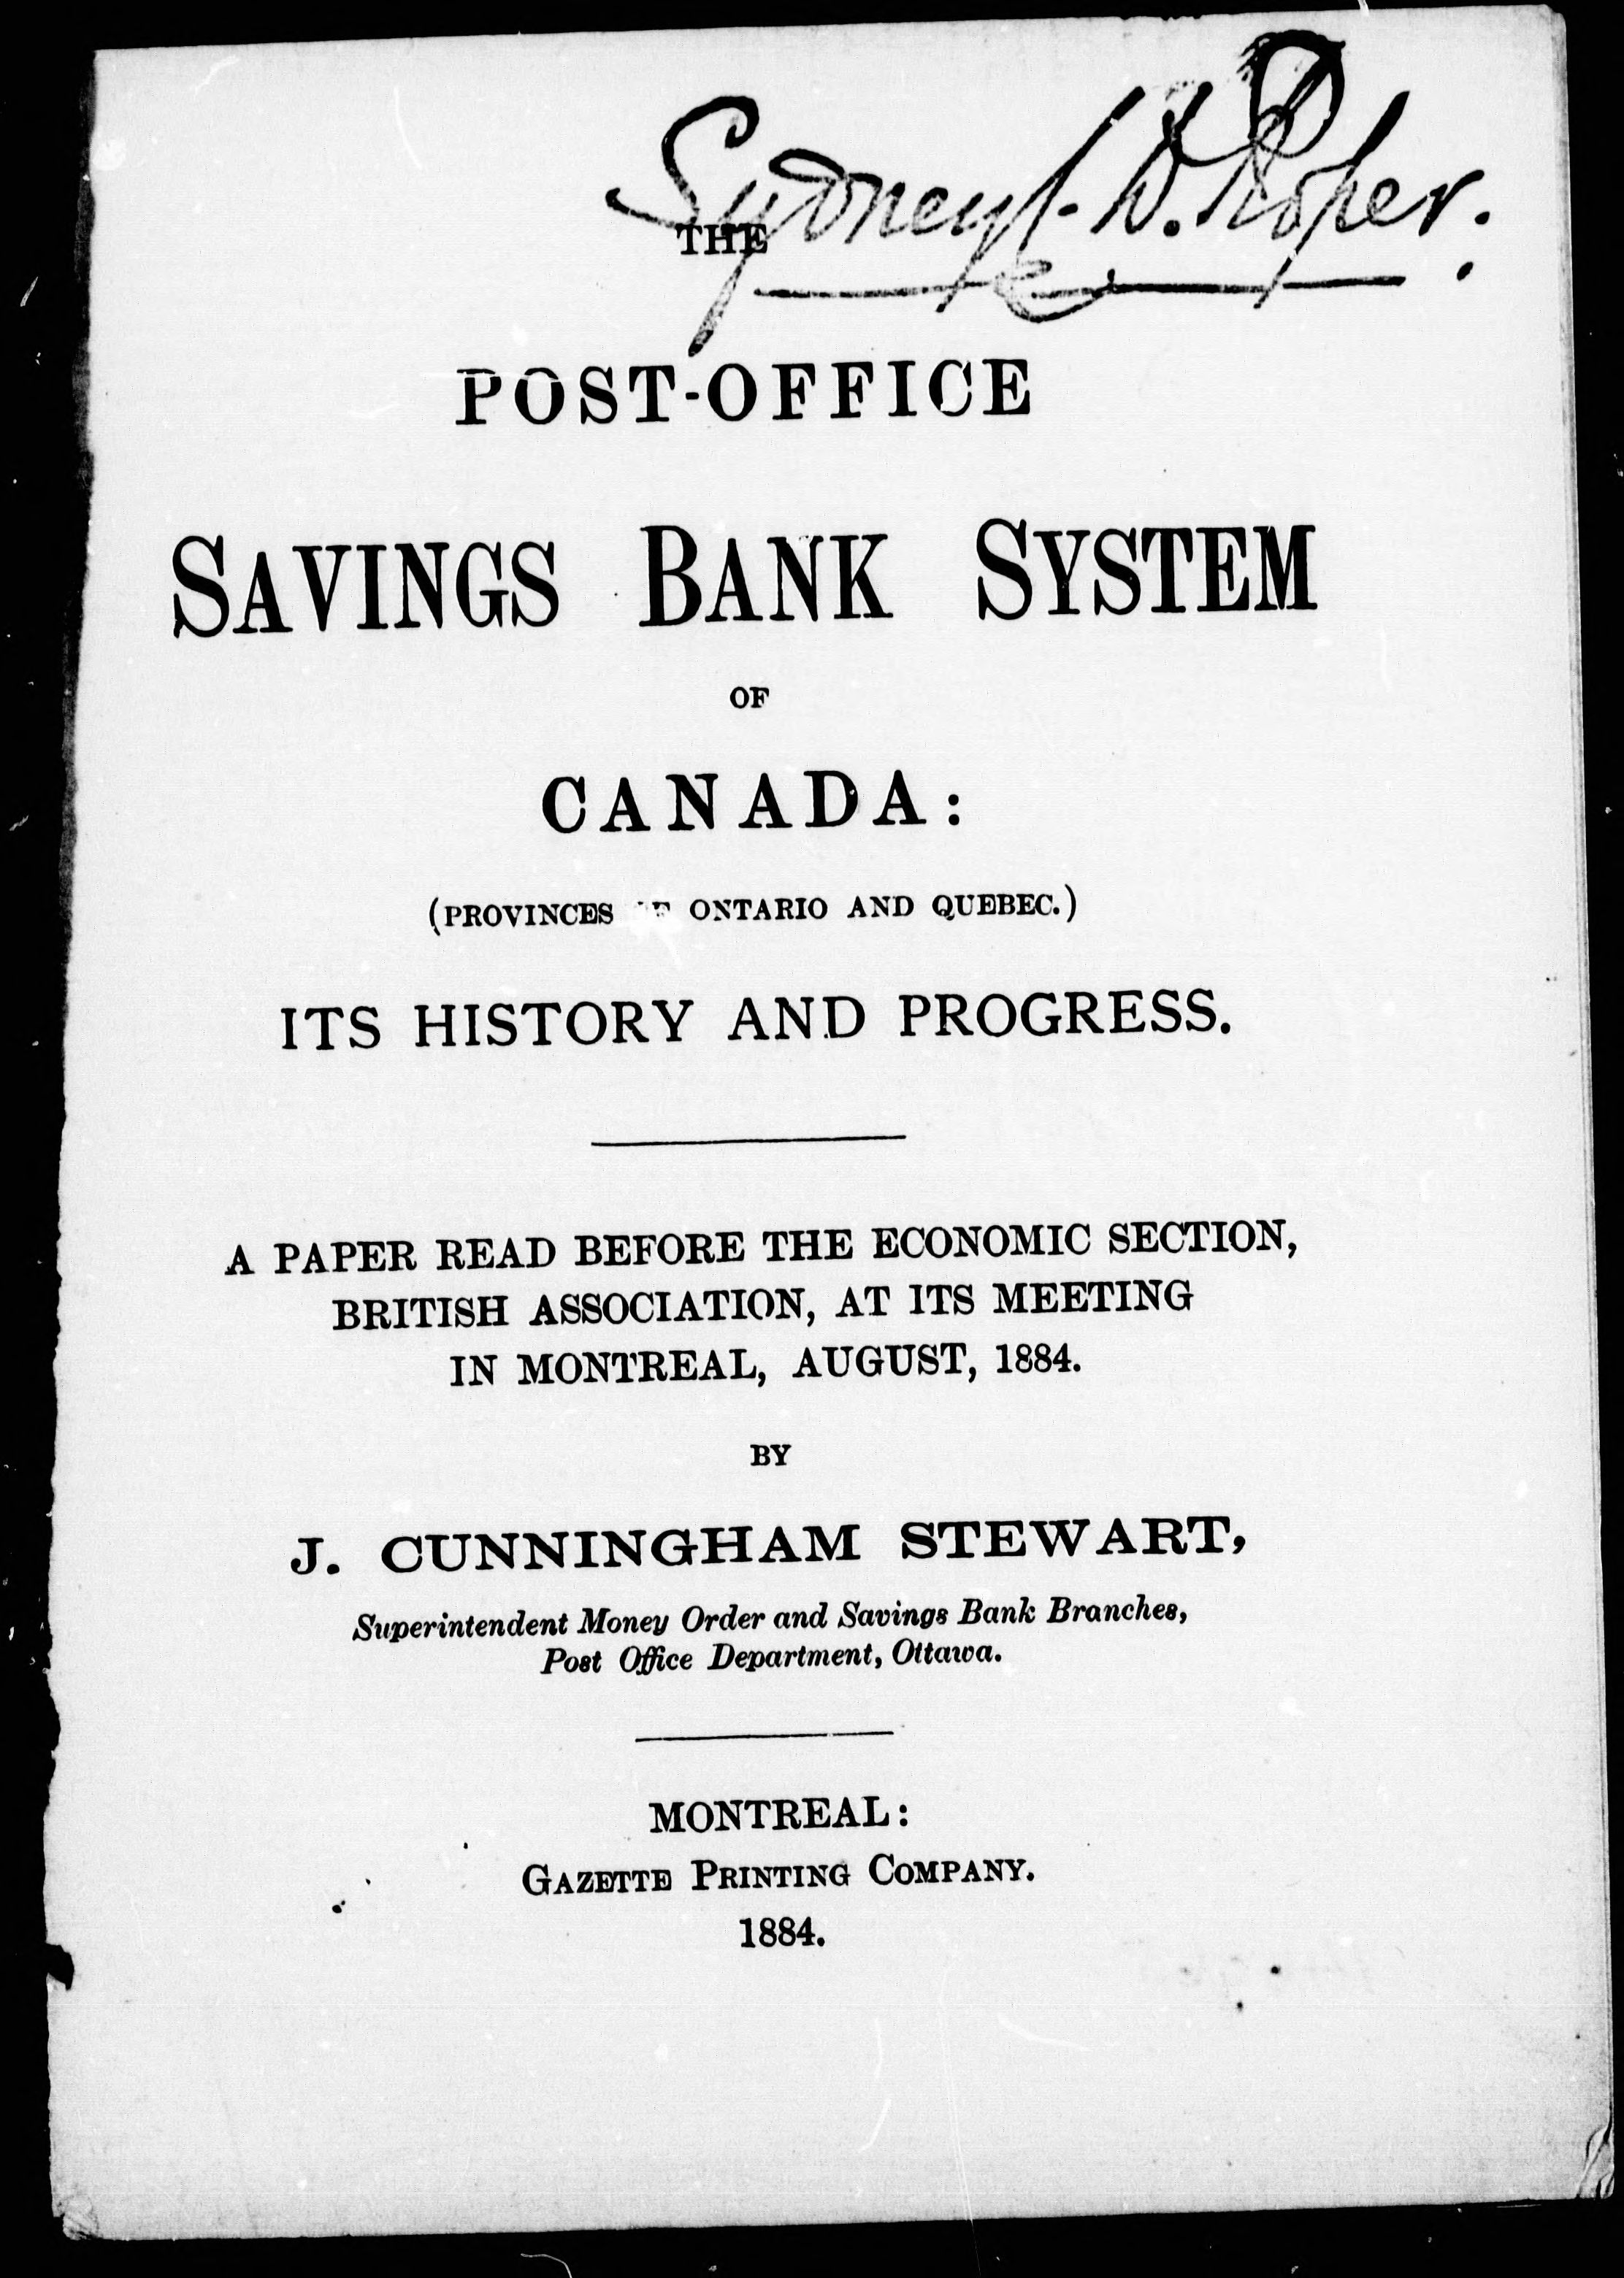 Sydney J. D. Roper.
THE
POST-OFFICE
SAVINGS BANK SYSTEM
OF
CANADA:
(PROVINCES ONTARIO AND QUEBEC.)
ITS HISTORY AND PROGRESS.
A PAPER READ BEFORE THE ECONOMIC SECTION,
BRITISH ASSOCIATION, AT ITS MEETING
IN MONTREAL, AUGUST, 1884.
BY
J. CUNNINGHAM STEWART,
Superintendent Money Order and Savings Bank Branches,
Post Office Department, Ottawa.
MONTREAL:
GAZETTE PRINTING COMPANY.
1884.